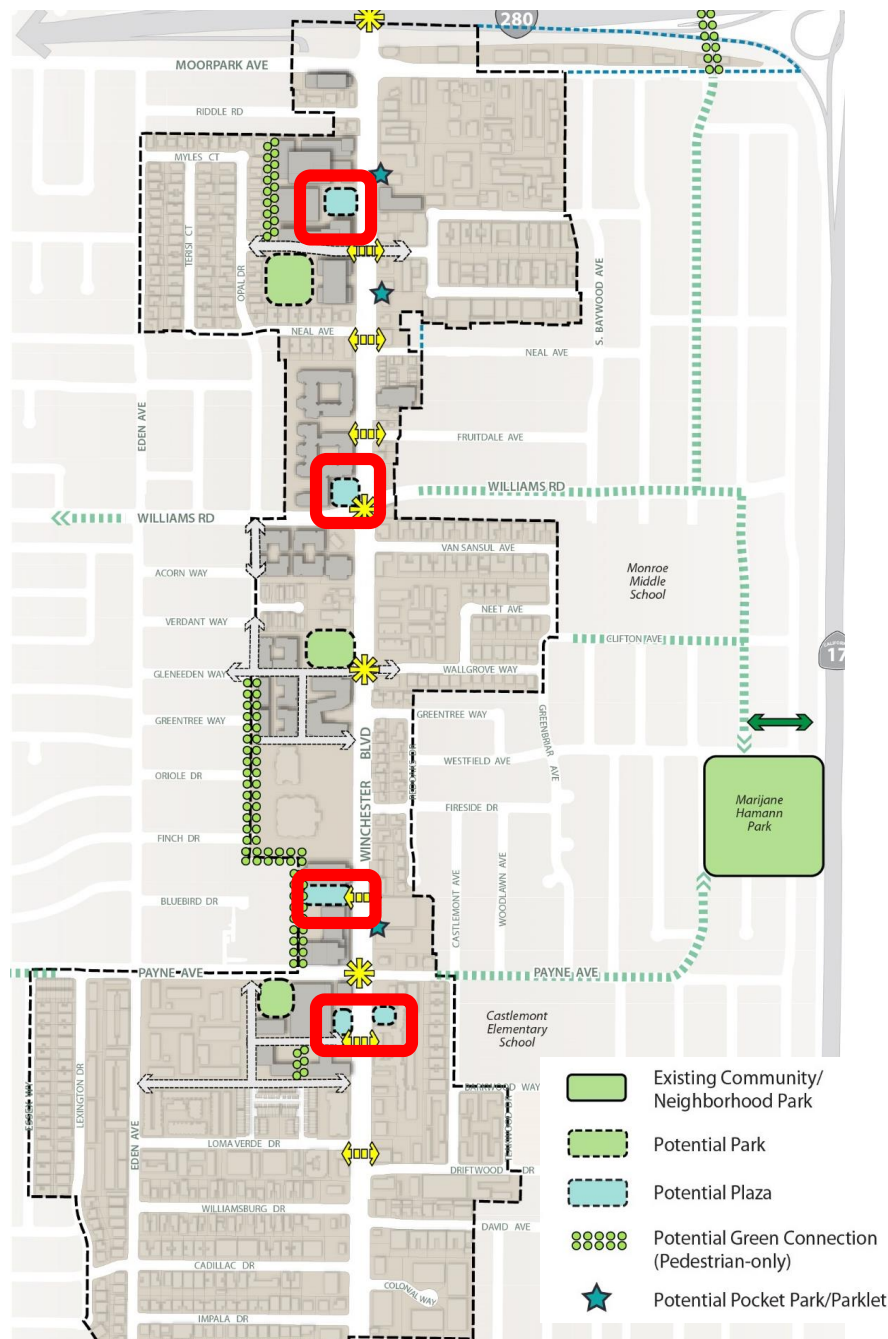 280
MOORPARK AVE
RIDDLE RD
MYLES CT
TERISI CT
OPAL DR
S. BAYWOOD AVE
NEAL AVE
NEAL AVE
EDEN AVE
FRUITDALE AVE
WILLIAMS RD
WILLIAMS RD
VAN SANSUL AVE
ACORN WAY
Monroe
Middle
School
NEET AVE
VERDANT WAY
CLIFTON AVE
CALIFORNIA
17
GLENEEDEN WAY
WALLGROVE WAY
GREENTREE WAY
GREENTREE WAY
GREENBRIAR AVE
WINCHESTER BLVD
WESTFIELD AVE
ORIOLE DR
FIRESIDE DR
Marijane
Hamann
Park
FINCH DR
CASTLEMONT AVE
WOODLAWN AVE
BLUEBIRD DR
PAYNE AVE
PAYNE AVE
Castlemont
Elementary
School
ESSEX WAY
LEXINGTON DR
EDEN AVE
WAY
LOMA VERDE DR
DRIFTWOOD DR
WILLIAMSBURG DR
DAVID AVE
CADILLAC DR
COLONIAL WAY
IMPALA DR
Existing Community/
Neighborhood Park
Potential Park
Potential Plaza
Potential Green Connection
(Pedestrian-only)
Potential Pocket Park/Parklet